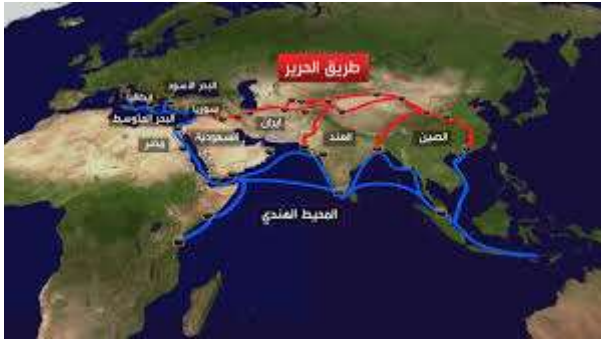 طريق الحرير
البحر الأسود
إيطاليا
سوريا
البحر المتوسط
إيران
مصر
السعودية
الهند
الصين
المحيط الهندي